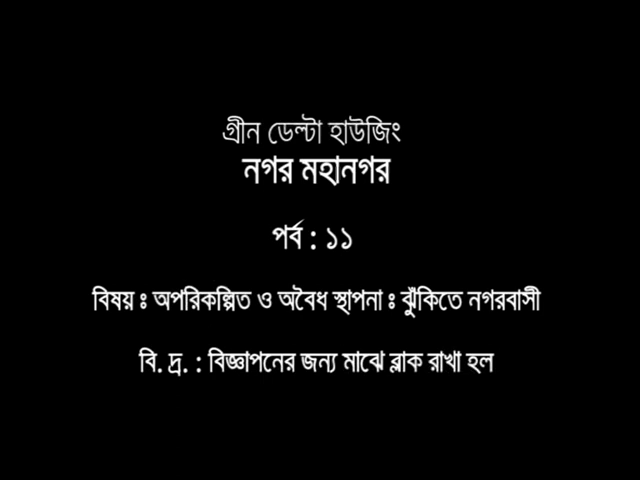 গ্রীন ডেল্টা হাউজিং
নগর মহানগর
পর্ব : ১১
বিষয় ঃ অপরিকল্পিত ও অবৈধ স্থাপনা ঃ ঝুঁকিতে নগরবাসী
বি. দ্র. : বিজ্ঞাপনের জন্য মাঝে ব্লাক রাখা হল